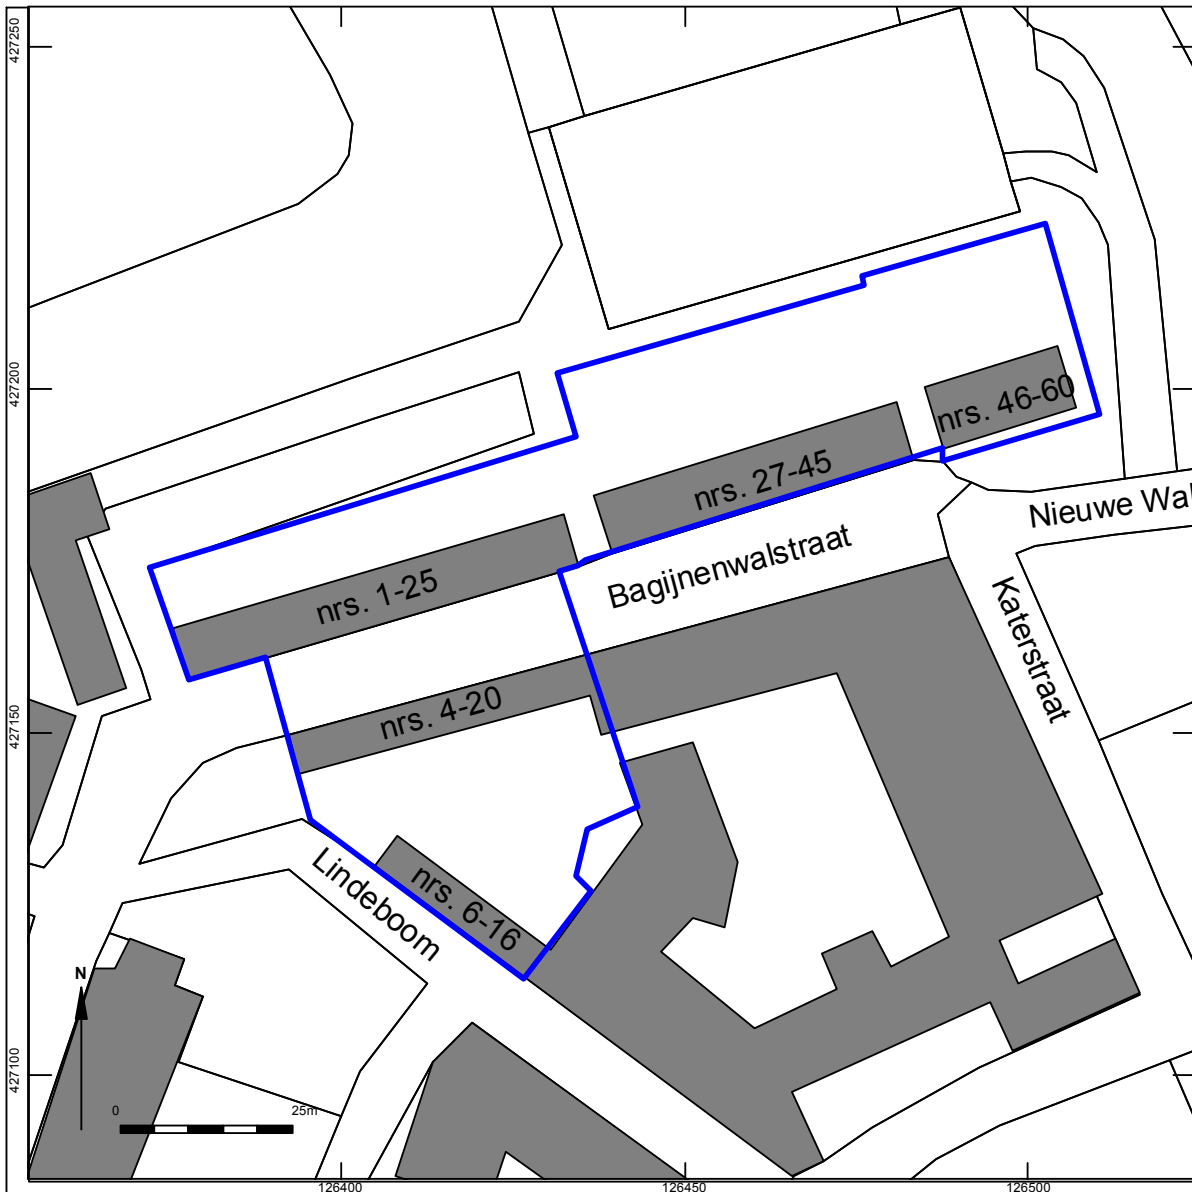 427250
427200
nrs. 46-60
nrs. 27-45
Nieuwe Wal
Bagijnenwalstraat
nrs. 1-25
Katerstraat
nrs. 4-20
427150
Lindeboom
nrs. 6-16
N
427100
0 25m
126400 126450 126500